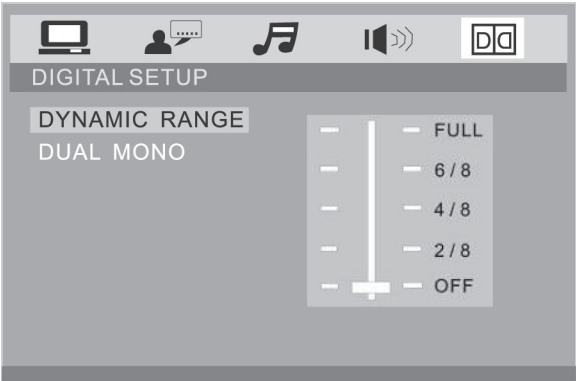 DIGITAL SETUP
DYNAMIC RANGE
DUAL MONO
FULL
6 / 8
4 / 8
2 / 8
OFF